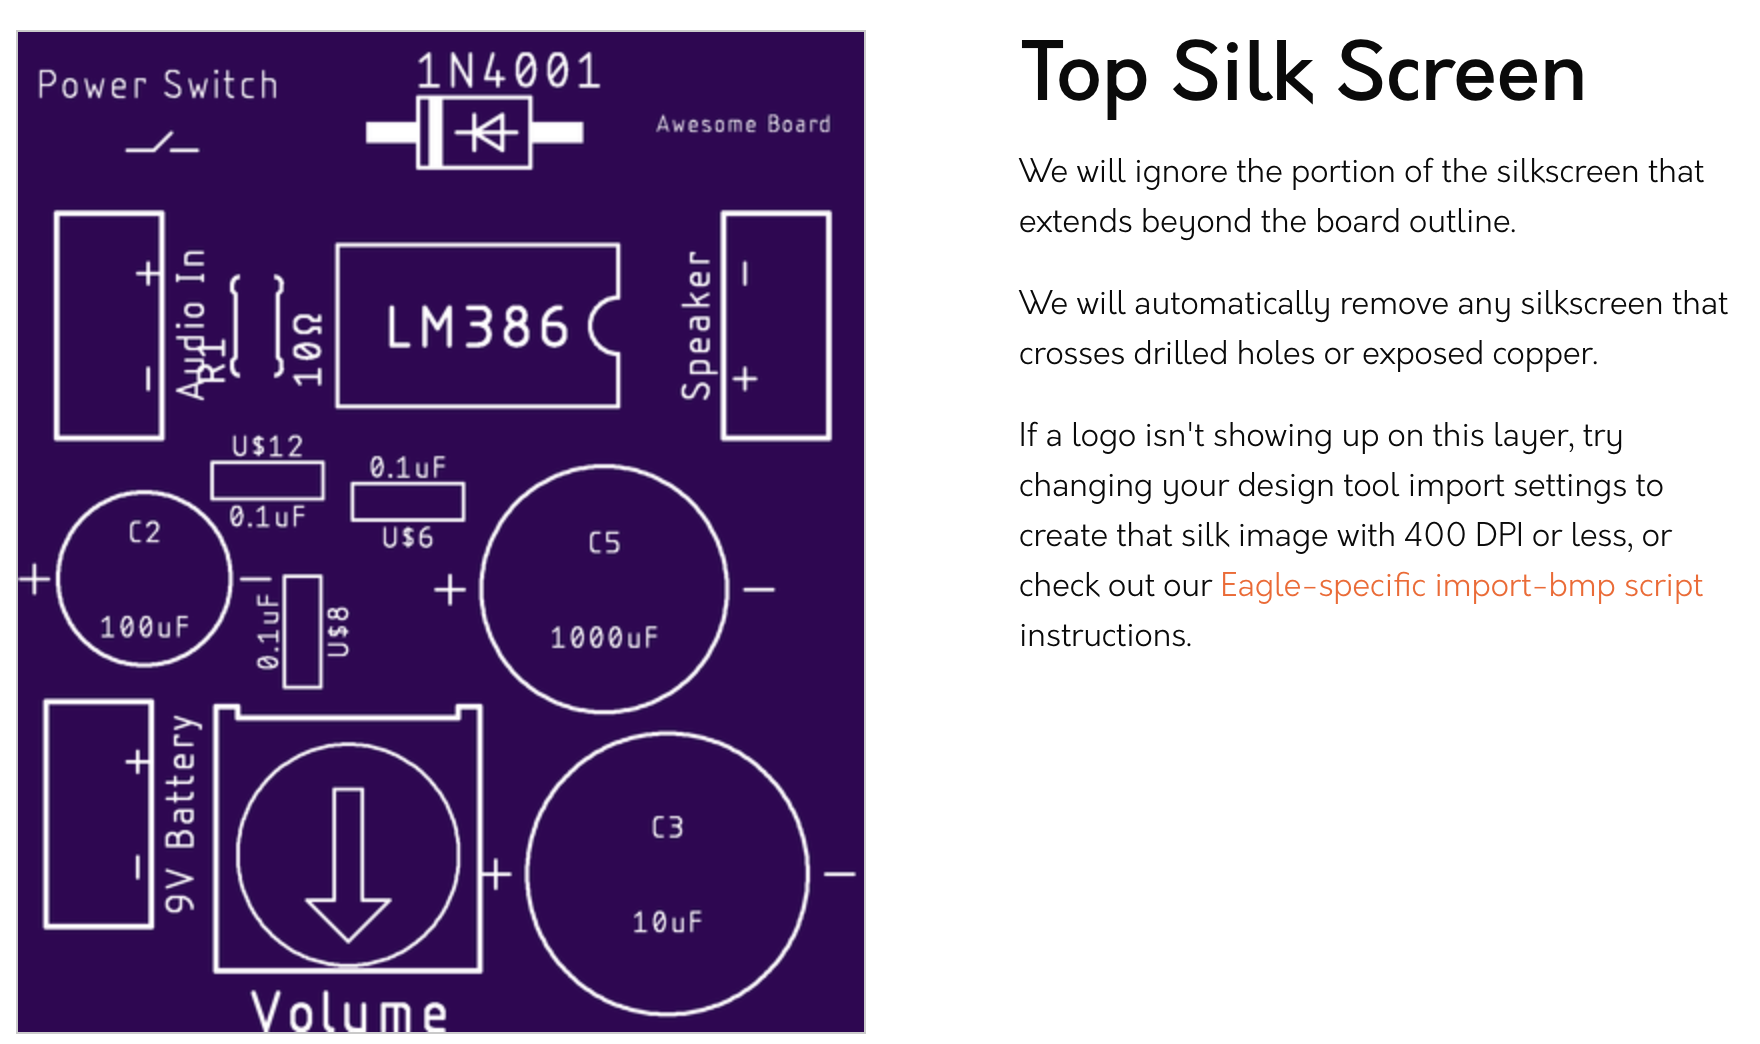 Power Switch
1N4001
Awesome Board
+
-
Audio In
R1
10Ω
LM386
Speaker
-
+
U$12
0.1uF
0.1uF
U$6
C2
+
-
100uF
0.1uF
U$8
C5
+
-
1000uF
+
-
9V Battery
C3
+
-
10uF
Volume
Top Silk Screen
We will ignore the portion of the silkscreen that
extends beyond the board outline.
We will automatically remove any silkscreen that
crosses drilled holes or exposed copper.
If a logo isn't showing up on this layer, try
changing your design tool import settings to
create that silk image with 400 DPI or less, or
check out our Eagle-specific import-bmp script
instructions.